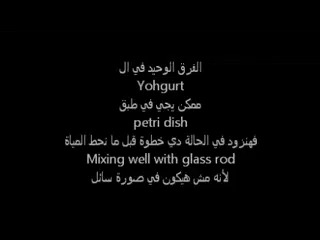 الفرق الوحيد في ال
Yohgurt
ممكن يجي في طبق
petri dish
فهنزود في الحالة دي خطوة قبل ما نحط المياة
Mixing well with glass rod
لأنه مش هيكون في صورة سائل